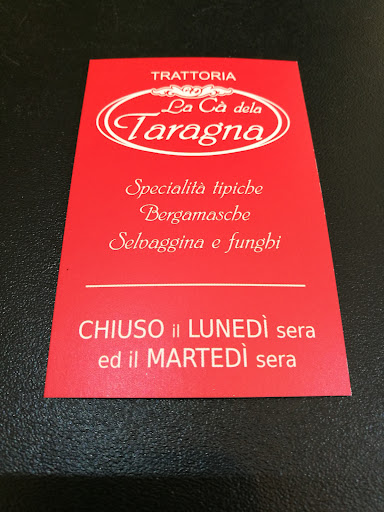 TRATTORIA
La Cà dela
Taragna
Specialità tipiche
Bergamasche
Selvaggina e funghi
CHIUSO il LUNEDÌ sera
ed il MARTEDÌ sera